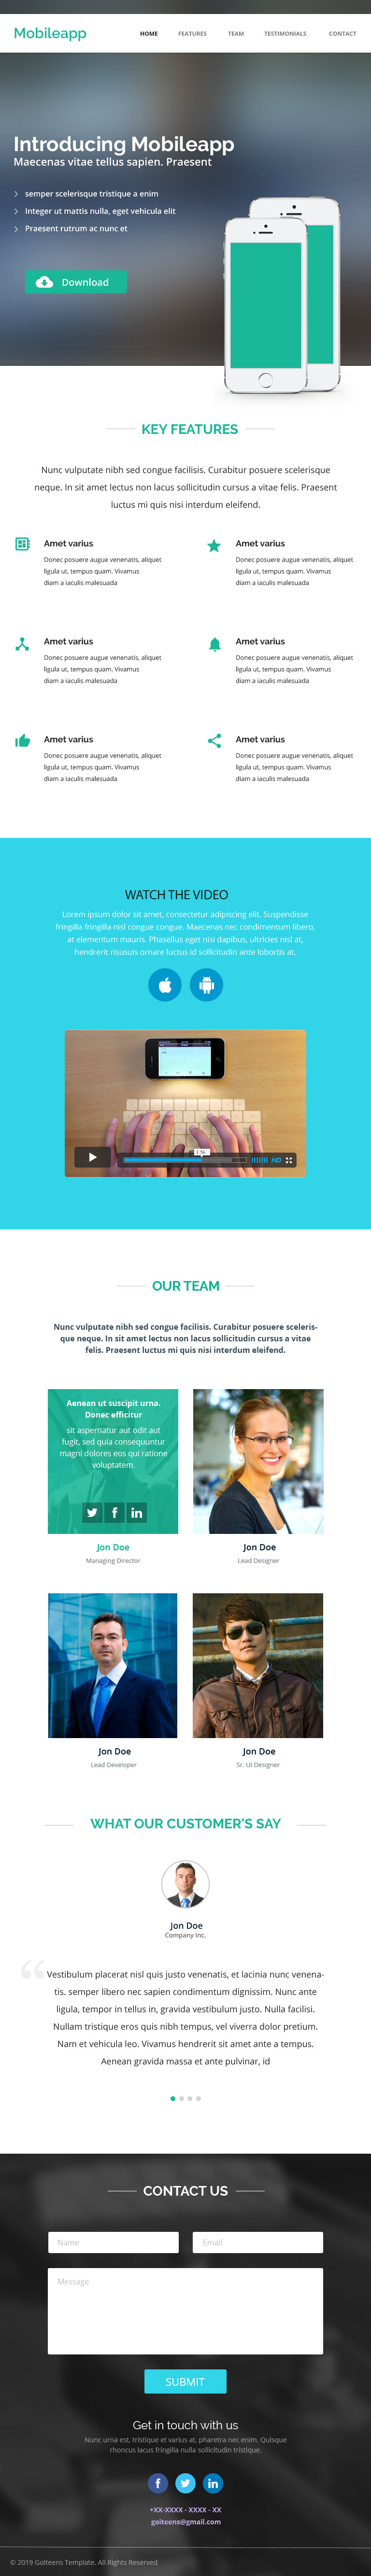 Mobileapp
HOME FEATURES TEAM TESTIMONIALS CONTACT
Introducing Mobileapp
Maecenas vitae tellus sapien. Praesent
semper scelerisque tristique a enim
Integer ut mattis nulla, eget vehicula elit
Praesent rutrum ac nunc et
Download
KEY FEATURES
Nunc vulputate nibh sed congue facilisis. Curabitur posuere scelerisque
neque. In sit amet lectus non lacus sollicitudin cursus a vitae felis. Praesent
luctus mi quis nisi interdum eleifend.
Amet varius
Donec posuere augue venenatis, aliquet
ligula ut, tempus quam. Vivamus
diam a iaculis malesuada
Amet varius
Donec posuere augue venenatis, aliquet
ligula ut, tempus quam. Vivamus
diam a iaculis malesuada
Amet varius
Donec posuere augue venenatis, aliquet
ligula ut, tempus quam. Vivamus
diam a iaculis malesuada
Amet varius
Donec posuere augue venenatis, aliquet
ligula ut, tempus quam. Vivamus
diam a iaculis malesuada
Amet varius
Donec posuere augue venenatis, aliquet
ligula ut, tempus quam. Vivamus
diam a iaculis malesuada
Amet varius
Donec posuere augue venenatis, aliquet
ligula ut, tempus quam. Vivamus
diam a iaculis malesuada
WATCH THE VIDEO
Lorem ipsum dolor sit amet, consectetur adipiscing elit. Suspendisse
fringilla fringilla nisl congue congue. Maecenas nec condimentum libero,
at elementum mauris. Phasellus eget nisi dapibus, ultricies nisl at,
hendrerit risusuis ornare luctus id sollicitudin ante lobortis at.
1:36
HD
OUR TEAM
Nunc vulputate nibh sed congue facilisis. Curabitur posuere sceleris-
que neque. In sit amet lectus non lacus sollicitudin cursus a vitae
felis. Praesent luctus mi quis nisi interdum eleifend.
Aenean ut suscipit urna.
Donec efficitur
sit aspernatur aut odit aut
fugit, sed quia consequuntur
magni dolores eos qui ratione
voluptatem.
Jon Doe
Managing Director
Jon Doe
Lead Designer
Jon Doe
Lead Developer
Jon Doe
Sr. UI Designer
WHAT OUR CUSTOMER'S SAY
Jon Doe
Company Inc.
“ Vestibulum placerat nisl quis justo venenatis, et lacinia nunc venena-
tis. semper libero nec sapien condimentum dignissim. Nunc ante
ligula, tempor in tellus in, gravida vestibulum justo. Nulla facilisi.
Nullam tristique eros quis nibh tempus, vel viverra dolor pretium.
Nam et vehicula leo. Vivamus hendrerit sit amet ante a tempus.
Aenean gravida massa et ante pulvinar, id
CONTACT US
Name
Email
Message
SUBMIT
Get in touch with us
Nunc urna est, tristique et varius at, pharetra nec enim. Quisque
rhoncus lacus fringilla nulla sollicitudin tristique.
+XX-XXXX - XXXX - XX
goiteens@gmail.com
© 2019 Goiteens Template. All Rights Reserved